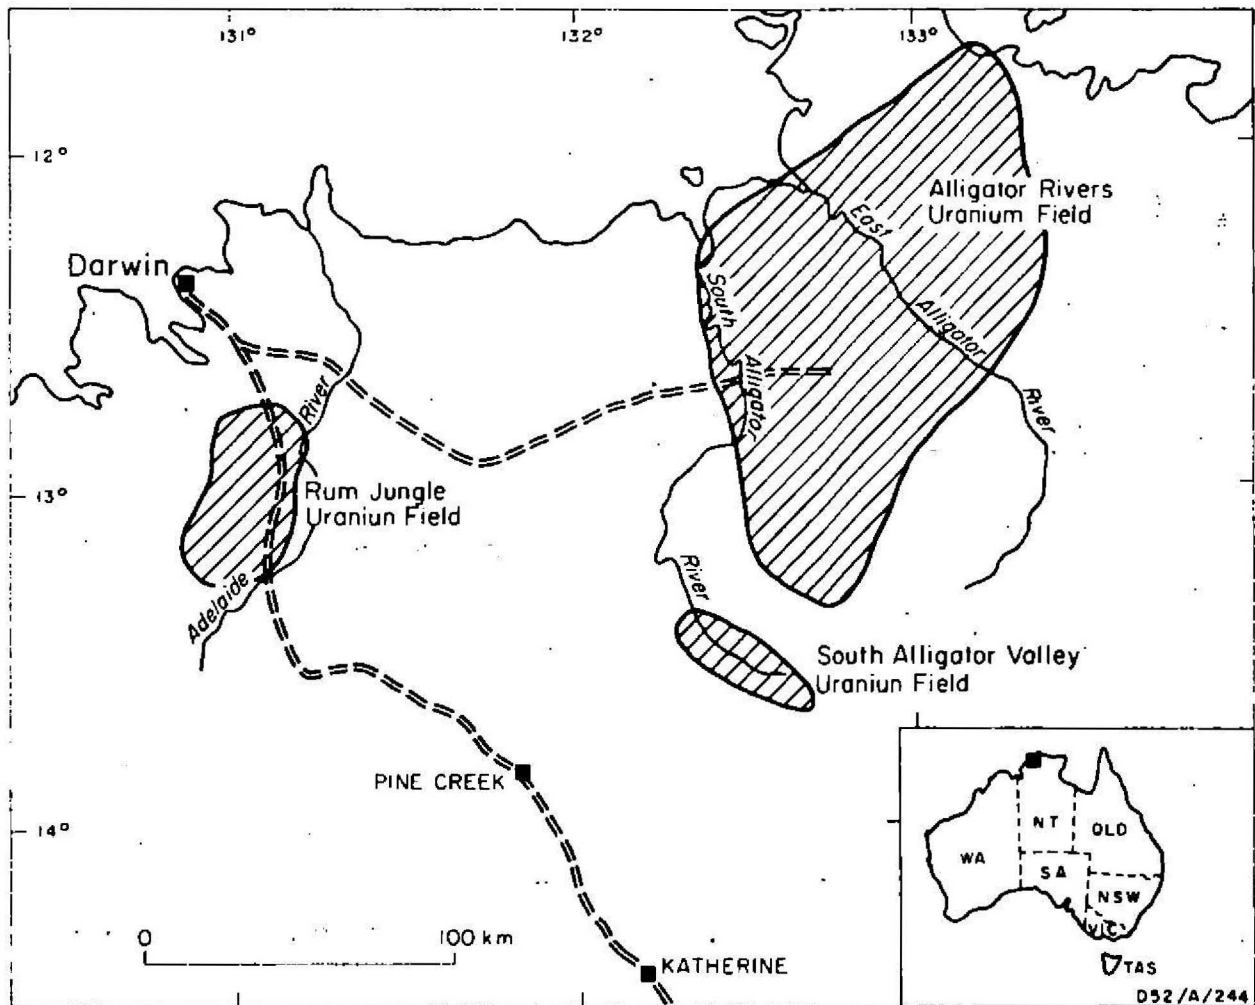 131°
132°
133°
12°
Alligator Rivers
Uranium Field
East
Alligator
River
Darwin
South
Alligator
River
River
Adelaide
13°
Rum Jungle
Uraniun Field
South Alligator Valley
Uraniun Field
PINE CREEK
14°
0 100 km
KATHERINE
NT
QLD
WA
SA
NSW
VIC
TAS
D52/A/244